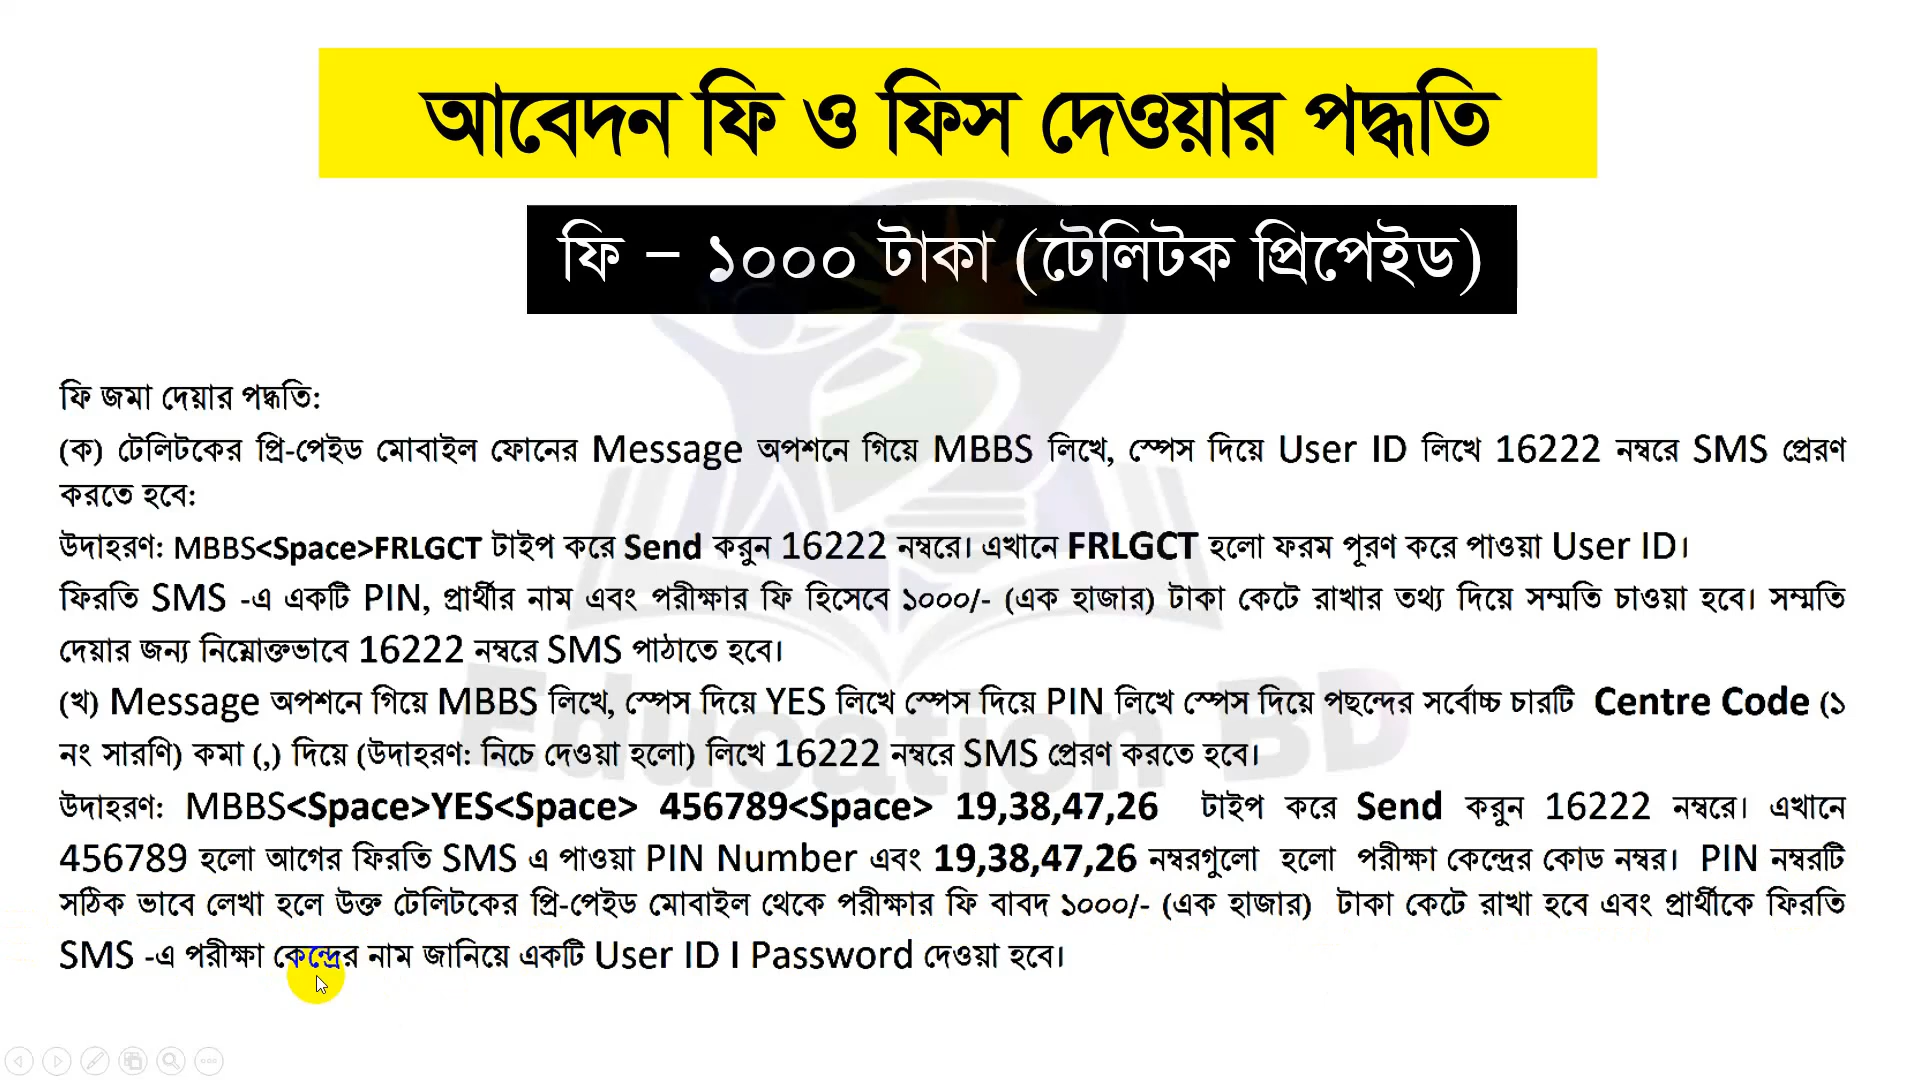 আবেদন ফি ও ফিস দেওয়ার পদ্ধতি
ফি – ১০০০ টাকা (টেলিটক প্রিপেইড)
ফি জমা দেয়ার পদ্ধতি:
(ক) টেলিটকের প্রি-পেইড মোবাইল ফোনের Message অপশনে গিয়ে MBBS লিখে, স্পেস দিয়ে User ID লিখে 16222 নম্বরে SMS প্রেরণ
করতে হবে:
উদাহরণ: MBBS<Space>FRLGCT টাইপ করে Send করুন 16222 নম্বরে। এখানে FRLGCT হলো ফরম পূরণ করে পাওয়া User ID।
ফিরতি SMS -এ একটি PIN, প্রার্থীর নাম এবং পরীক্ষার ফি হিসেবে ১০০০/- (এক হাজার) টাকা কেটে রাখার তথ্য দিয়ে সম্মতি চাওয়া হবে। সম্মতি
দেয়ার জন্য নিম্নোক্তভাবে 16222 নম্বরে SMS পাঠাতে হবে।
(খ) Message অপশনে গিয়ে MBBS লিখে, স্পেস দিয়ে YES লিখে স্পেস দিয়ে PIN লিখে স্পেস দিয়ে পছন্দের সর্বোচ্চ চারটি Centre Code (১
নং সারণি) কমা (,) দিয়ে (উদাহরণ: নিচে দেওয়া হলো) লিখে 16222 নম্বরে SMS প্রেরণ করতে হবে।
উদাহরণ: MBBS<Space>YES<Space> 456789<Space> 19,38,47,26 টাইপ করে Send করুন 16222 নম্বরে। এখানে
456789 হলো আগের ফিরতি SMS এ পাওয়া PIN Number এবং 19,38,47,26 নম্বরগুলো হলো পরীক্ষা কেন্দ্রের কোড নম্বর। PIN নম্বরটি
সঠিক ভাবে লেখা হলে উক্ত টেলিটকের প্রি-পেইড মোবাইল থেকে পরীক্ষার ফি বাবদ ১০০০/- (এক হাজার) টাকা কেটে রাখা হবে এবং প্রার্থীকে ফিরতি
SMS -এ পরীক্ষা কেন্দ্রের নাম জানিয়ে একটি User ID I Password দেওয়া হবে।
Education BD